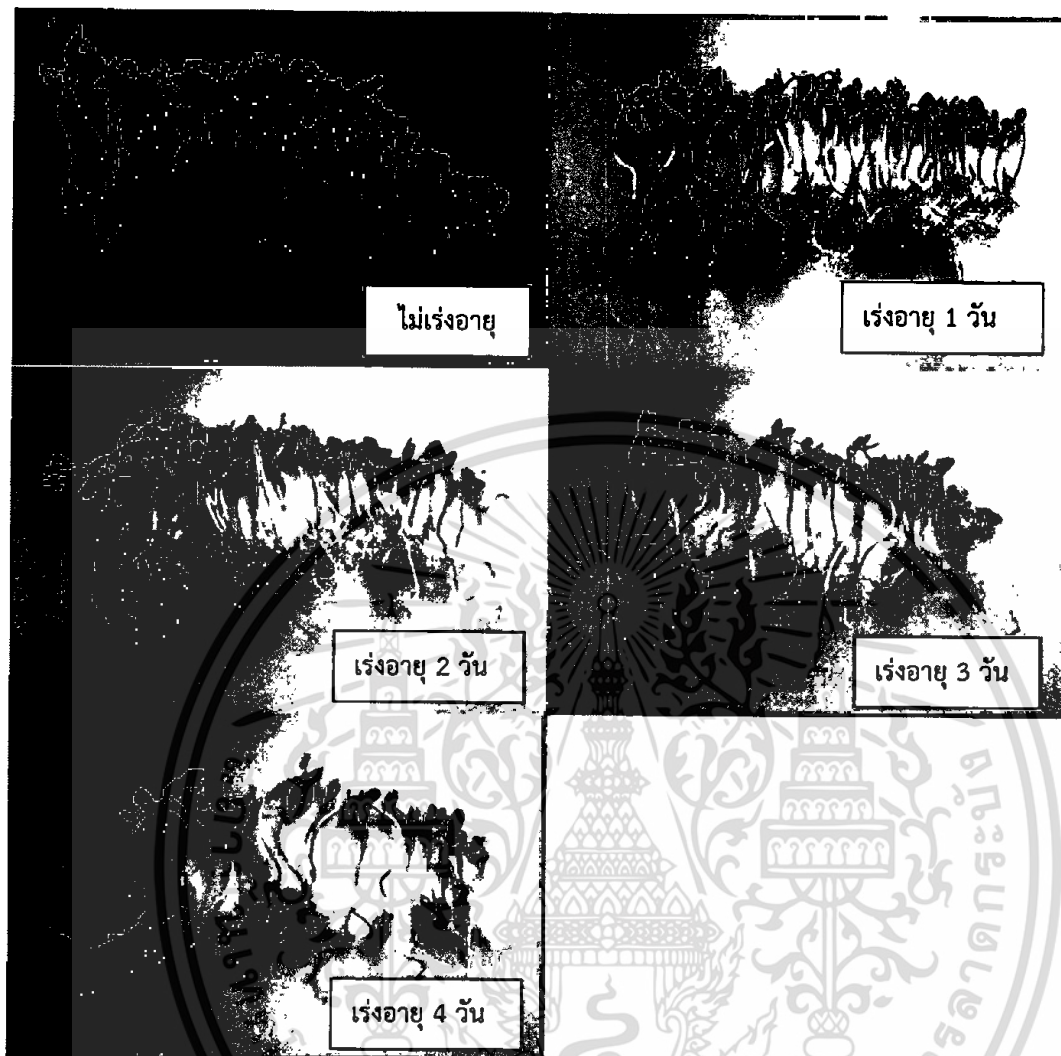 ไม่เร่งอายุ
เร่งอายุ 1 วัน
เร่งอายุ 2 วัน
เร่งอายุ 3 วัน
เร่งอายุ 4 วัน